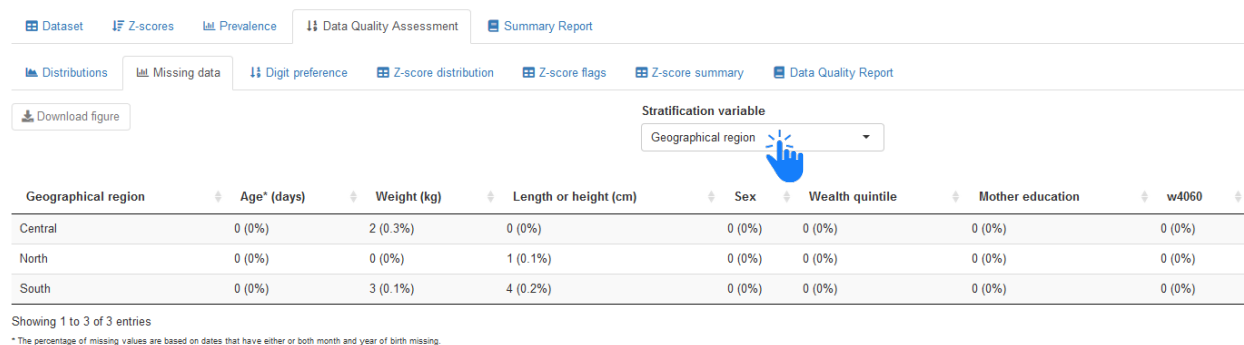 Dataset Z-scores Prevalence Data Quality Assessment Summary Report
Distributions Missing data Digit preference Z-score distribution Z-score flags Z-score summary Data Quality Report
Download figure
Stratification variable
Geographical region
Geographical region Age* (days) Weight (kg) Length or height (cm) Sex Wealth quintile Mother education w4060
Central 0 (0%) 2 (0.3%) 0 (0%) 0 (0%) 0 (0%) 0 (0%) 0 (0%)
North 0 (0%) 0 (0%) 1 (0.1%) 0 (0%) 0 (0%) 0 (0%) 0 (0%)
South 0 (0%) 3 (0.1%) 4 (0.2%) 0 (0%) 0 (0%) 0 (0%) 0 (0%)
Showing 1 to 3 of 3 entries
* The percentage of missing values are based on dates that have either or both month and year of birth missing.